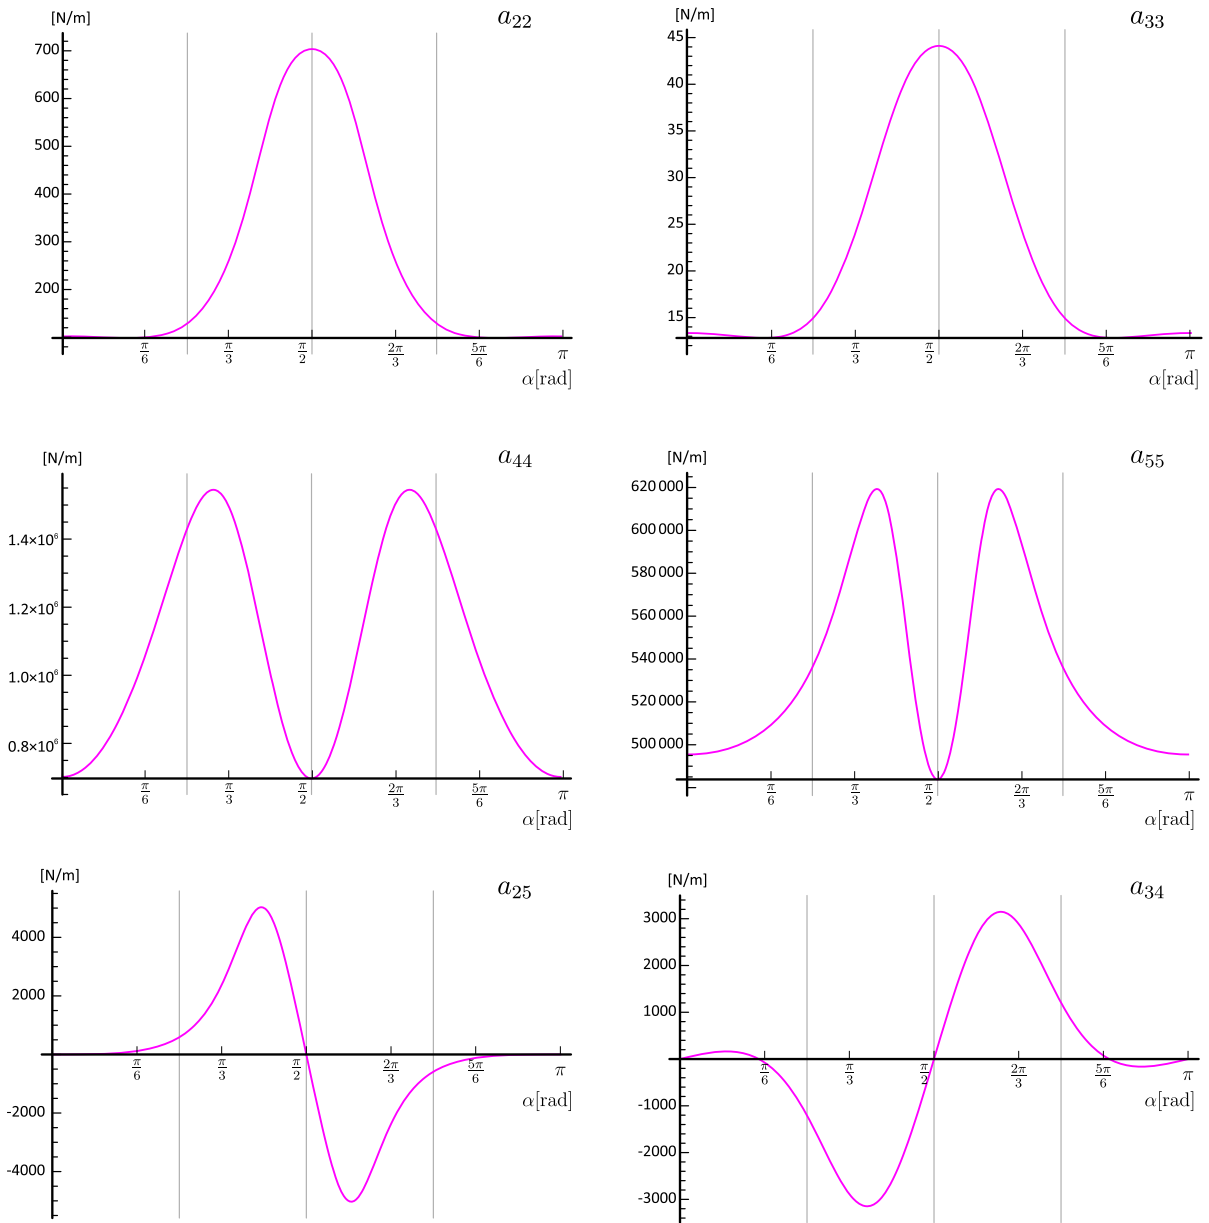 [N/m] a₂₂
700
600
500
400
300
200
π/6 π/3 π/2 2π/3 5π/6 π
α[rad]
[N/m] a₃₃
45
40
35
30
25
20
15
π/6 π/3 π/2 2π/3 5π/6 π
α[rad]
[N/m] a₄₄
1.4×10⁶
1.2×10⁶
1.0×10⁶
0.8×10⁶
π/6 π/3 π/2 2π/3 5π/6 π
α[rad]
[N/m] a₅₅
620 000
600 000
580 000
560 000
540 000
520 000
500 000
π/6 π/3 π/2 2π/3 5π/6 π
α[rad]
[N/m] a₂₅
4000
2000
π/6 π/3 π/2 2π/3 5π/6 π
α[rad]
-2000
-4000
[N/m] a₃₄
3000
2000
1000
π/6 π/3 π/2 2π/3 5π/6 π
α[rad]
-1000
-2000
-3000